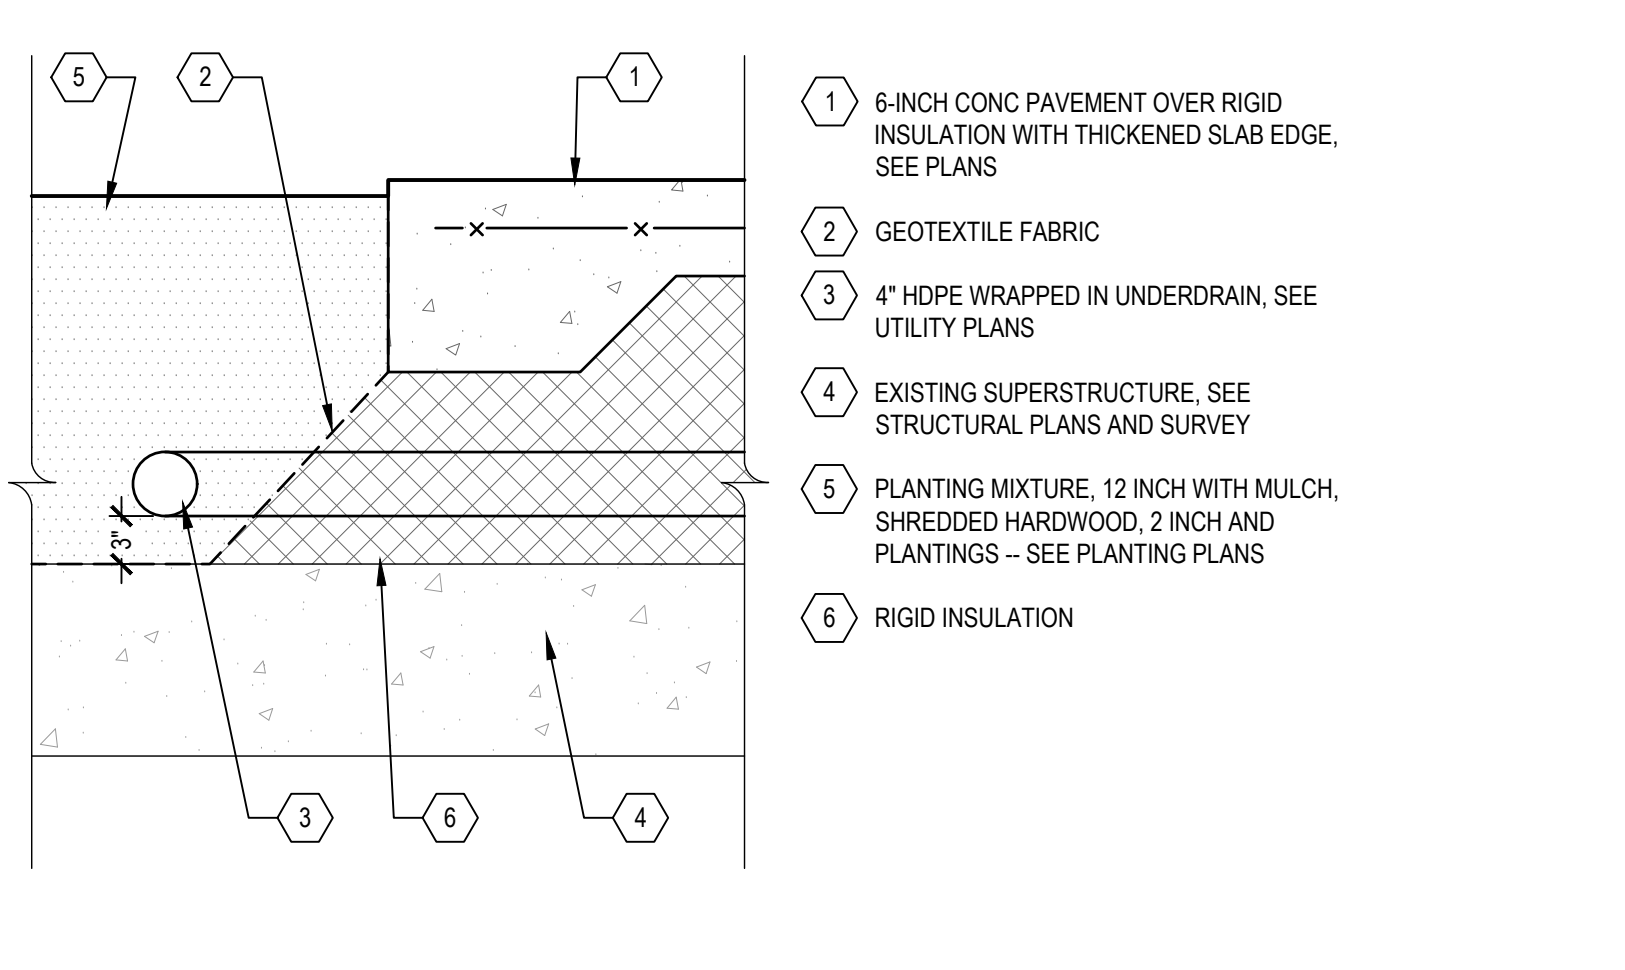 5
2
1
3"
3
6
4
1 6-INCH CONC PAVEMENT OVER RIGID
INSULATION WITH THICKENED SLAB EDGE,
SEE PLANS
2 GEOTEXTILE FABRIC
3 4" HDPE WRAPPED IN UNDERDRAIN, SEE
UTILITY PLANS
4 EXISTING SUPERSTRUCTURE, SEE
STRUCTURAL PLANS AND SURVEY
5 PLANTING MIXTURE, 12 INCH WITH MULCH,
SHREDDED HARDWOOD, 2 INCH AND
PLANTINGS -- SEE PLANTING PLANS
6 RIGID INSULATION